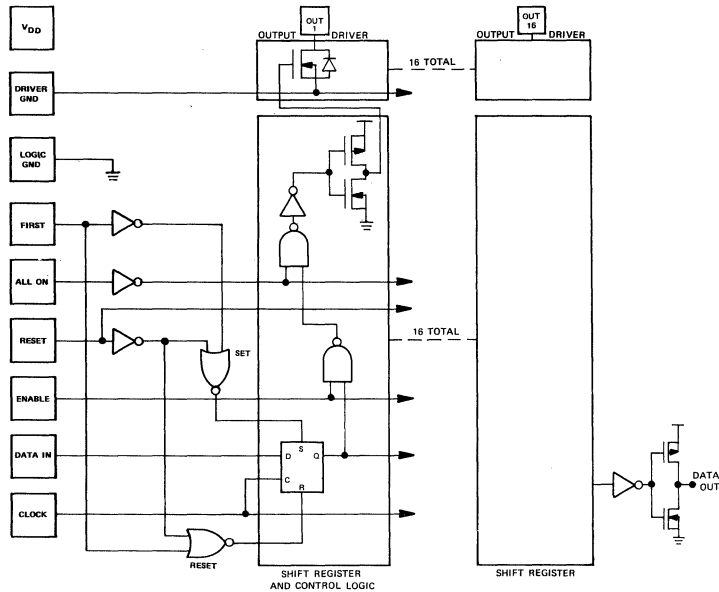 V_DD
OUT
1
OUT
16
OUTPUT DRIVER
OUTPUT DRIVER
16 TOTAL
DRIVER
GND
LOGIC
GND
FIRST
ALL ON
RESET
16 TOTAL
SET
ENABLE
DATA IN
D
S
Q
C
R
DATA
OUT
CLOCK
RESET
SHIFT REGISTER
AND CONTROL LOGIC
SHIFT REGISTER